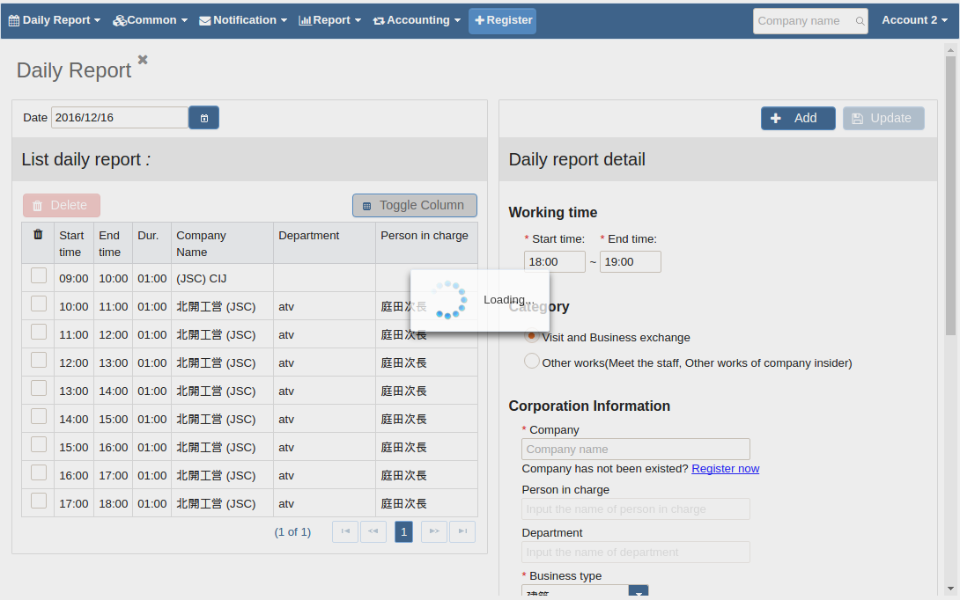 Daily Report Common Notification Report Accounting Register Company name Account 2
Daily Report
Date 2016/12/16
Add Update
List daily report :
Daily report detail
Delete Toggle Column
Start time End time Dur. Company Name Department Person in charge
09:00 10:00 01:00 (JSC) CIJ
10:00 11:00 01:00 北開工営 (JSC) atv 庭田次長
11:00 12:00 01:00 北開工営 (JSC) atv 庭田次長
12:00 13:00 01:00 北開工営 (JSC) atv 庭田次長
13:00 14:00 01:00 北開工営 (JSC) atv 庭田次長
14:00 15:00 01:00 北開工営 (JSC) atv 庭田次長
15:00 16:00 01:00 北開工営 (JSC) atv 庭田次長
16:00 17:00 01:00 北開工営 (JSC) atv 庭田次長
17:00 18:00 01:00 北開工営 (JSC) atv 庭田次長
(1 of 1) 1
Loading...
Working time
* Start time: * End time:
18:00 ~ 19:00
Category
Visit and Business exchange
Other works(Meet the staff, Other works of company insider)
Corporation Information
* Company
Company name
Company has not been existed? Register now
Person in charge
Input the name of person in charge
Department
Input the name of department
* Business type
建築